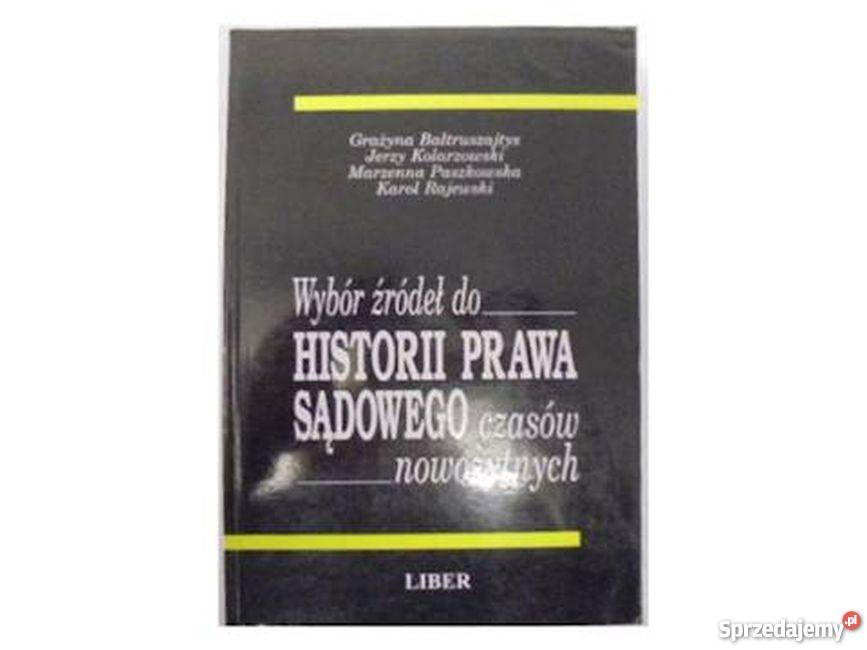 Grażyna Bałtruszajtys
Jerzy Kolarzowski
Marzenna Paszkowska
Karol Rajewski
Wybór źródeł do
HISTORII PRAWA
SĄDOWEGO czasów
nowożytnych
LIBER
Sprzedajemy.pl